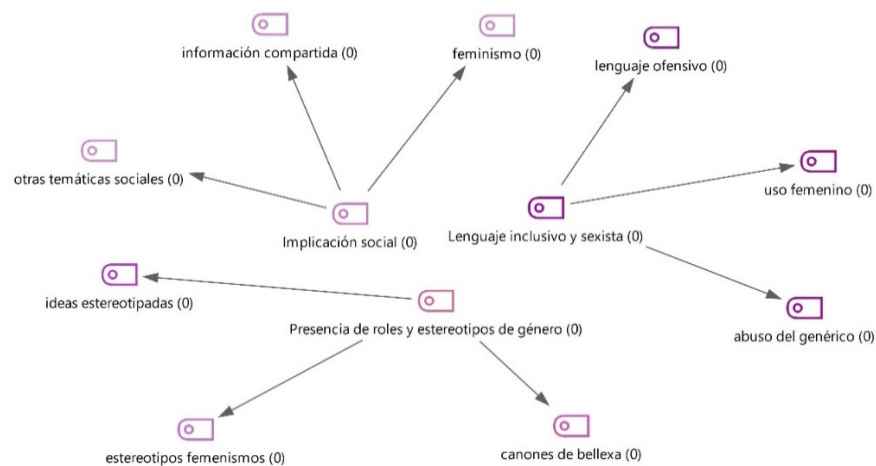 información compartida (0)
feminismo (0)
lenguaje ofensivo (0)
otras temáticas sociales (0)
uso femenino (0)
Implicación social (0)
Lenguaje inclusivo y sexista (0)
ideas estereotipadas (0)
Presencia de roles y estereotipos de género (0)
abuso del genérico (0)
estereotipos femenismos (0)
canones de bellexa (0)